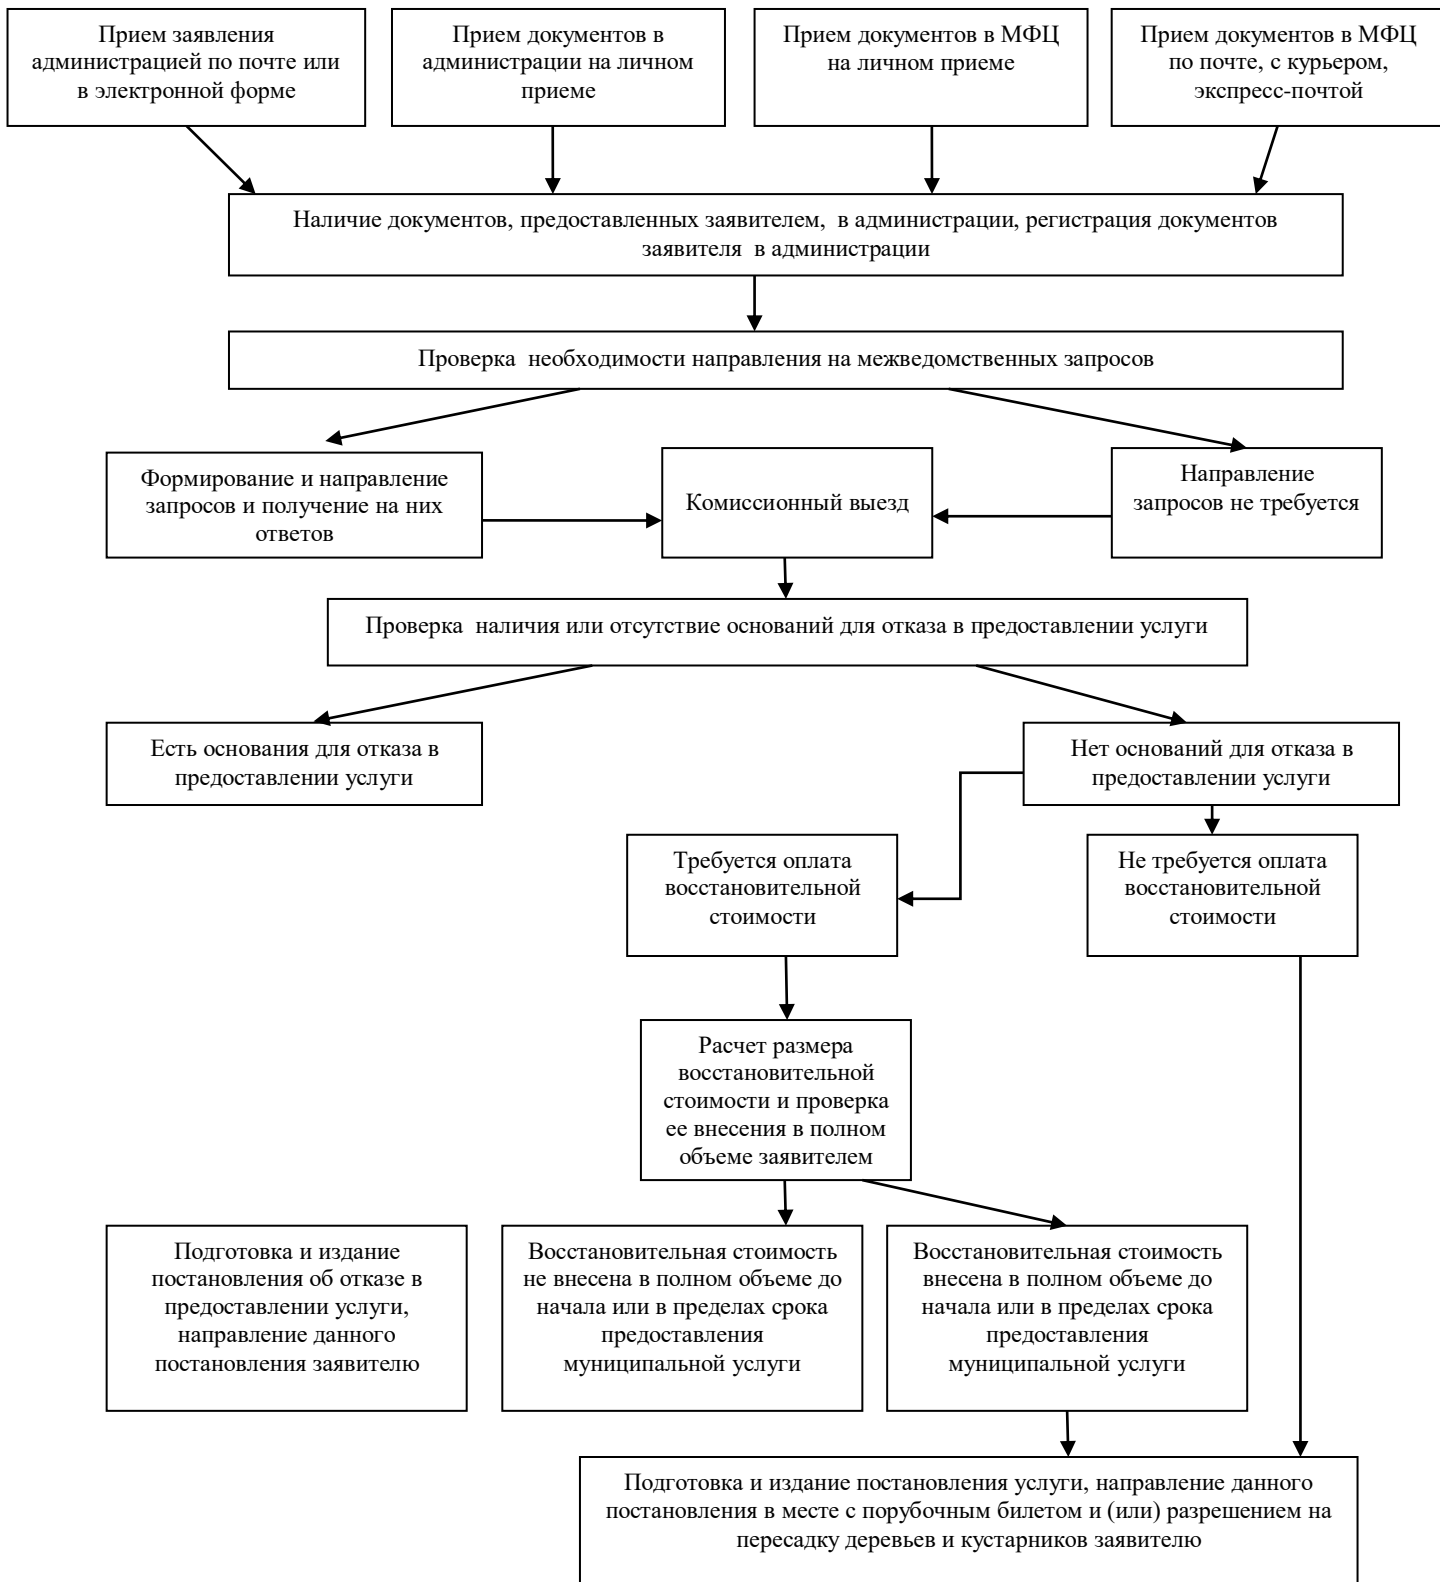 Прием заявления
администрацией по почте или
в электронной форме
Прием документов в
администрации на личном
приеме
Прием документов в МФЦ
на личном приеме
Прием документов в МФЦ
по почте, с курьером,
экспресс-почтой
Наличие документов, предоставленных заявителем, в администрации, регистрация документов
заявителя в администрации
Проверка необходимости направления на межведомственных запросов
Формирование и направление
запросов и получение на них
ответов
Комиссионный выезд
Направление
запросов не требуется
Проверка наличия или отсутствие оснований для отказа в предоставлении услуги
Есть основания для отказа в
предоставлении услуги
Нет оснований для отказа в
предоставлении услуги
Требуется оплата
восстановительной
стоимости
Не требуется оплата
восстановительной
стоимости
Расчет размера
восстановительной
стоимости и проверка
ее внесения в полном
объеме заявителем
Подготовка и издание
постановления об отказе в
предоставлении услуги,
направление данного
постановления заявителю
Восстановительная стоимость
не внесена в полном объеме до
начала или в пределах срока
предоставления
муниципальной услуги
Восстановительная стоимость
внесена в полном объеме до
начала или в пределах срока
предоставления
муниципальной услуги
Подготовка и издание постановления услуги, направление данного
постановления в месте с порубочным билетом и (или) разрешением на
пересадку деревьев и кустарников заявителю